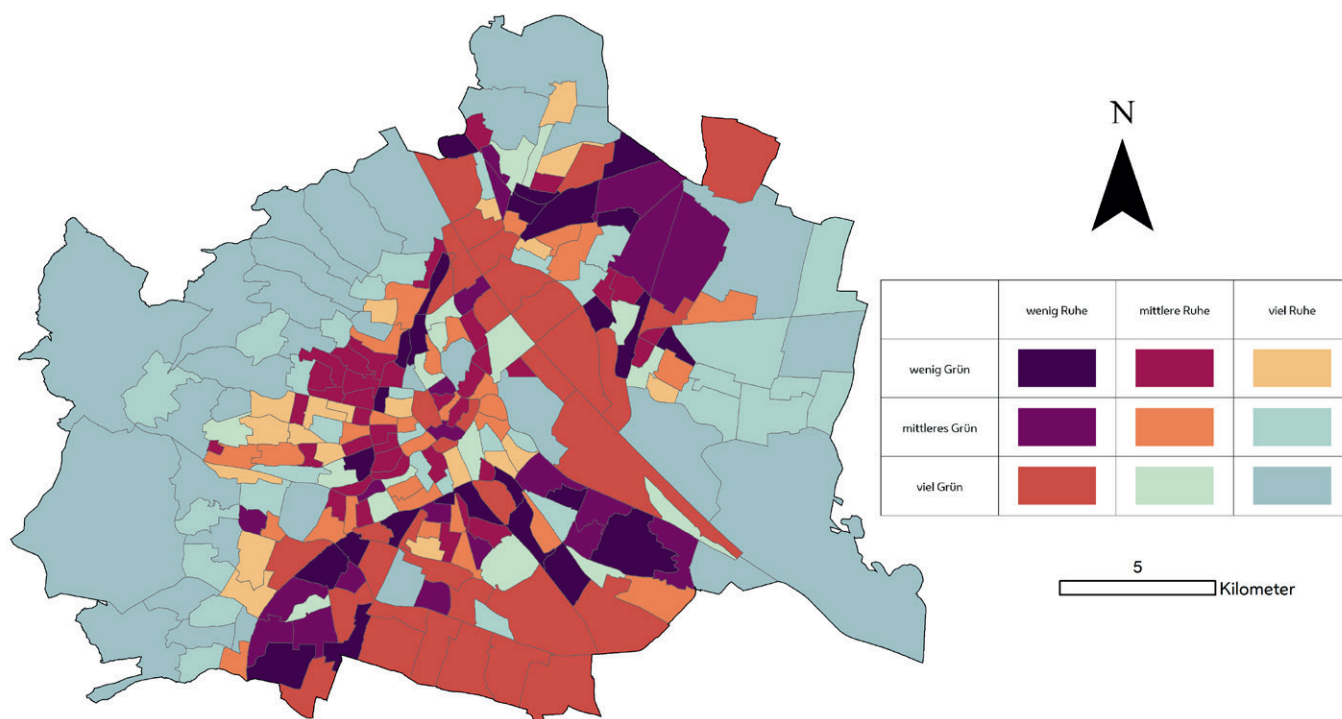 N
wenig Ruhe mittlere Ruhe viel Ruhe
wenig Grün
mittleres Grün
viel Grün
5
Kilometer